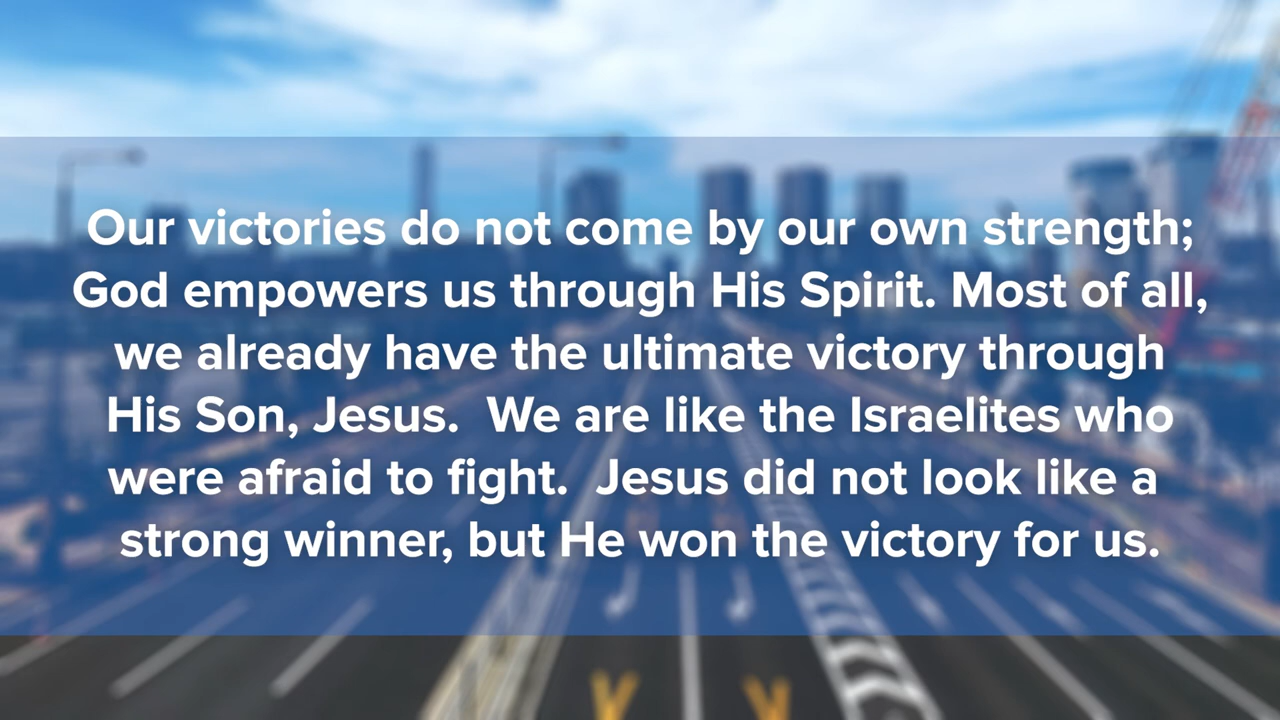 Our victories do not come by our own strength;
God empowers us through His Spirit. Most of all,
we already have the ultimate victory through
His Son, Jesus.  We are like the Israelites who
were afraid to fight.  Jesus did not look like a
strong winner, but He won the victory for us.